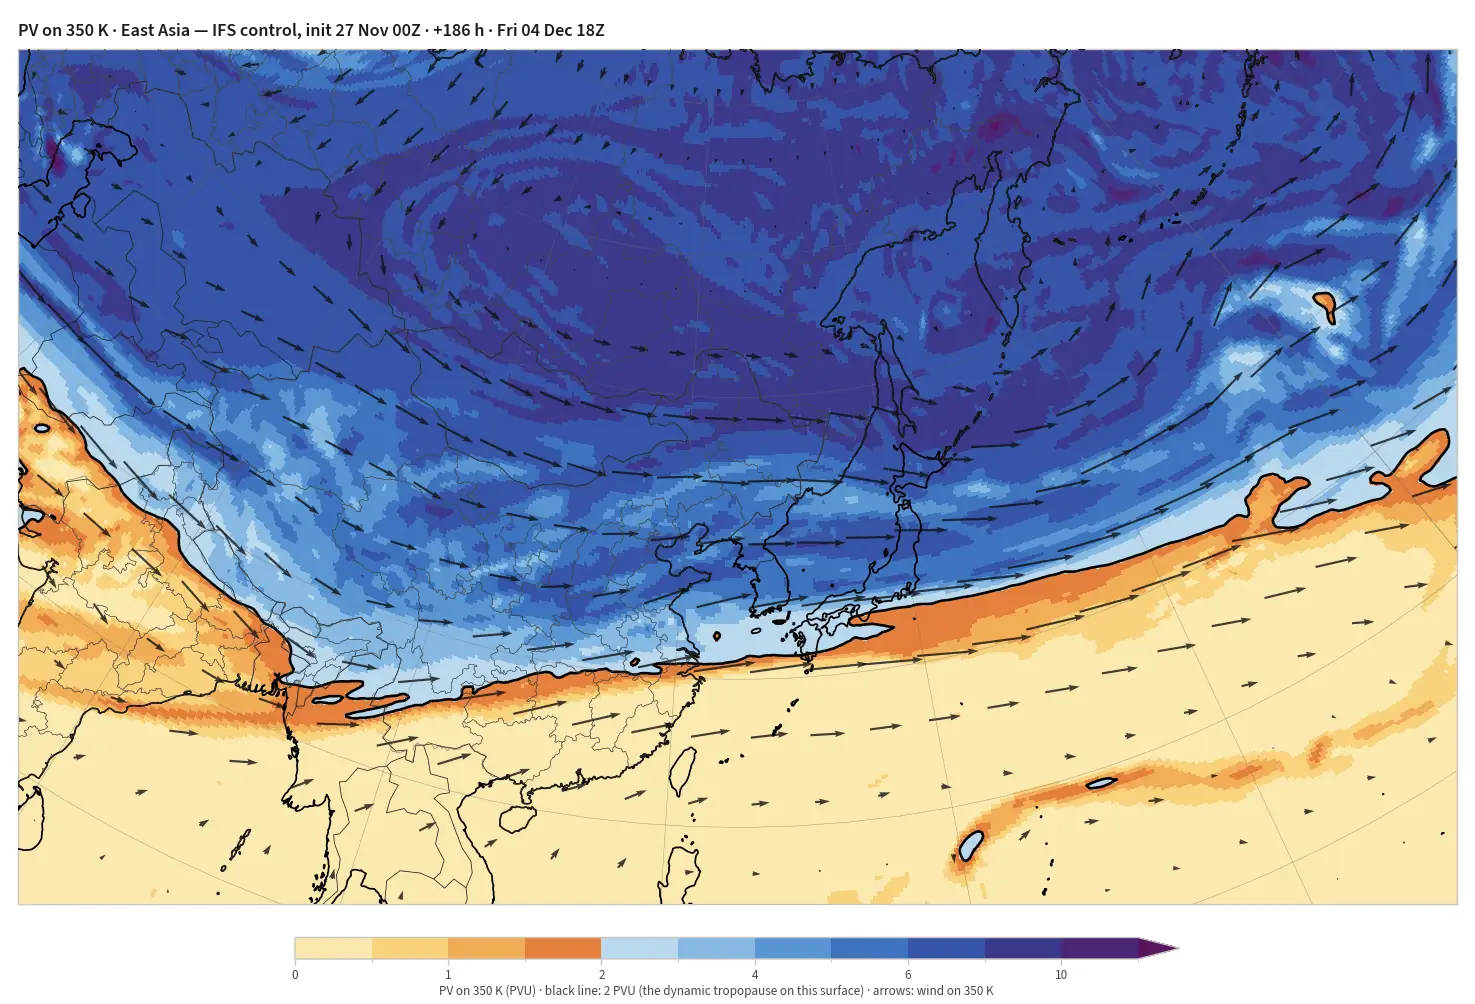 PV on 350 K · East Asia — IFS control, init 27 Nov 00Z · +186 h · Fri 04 Dec 18Z
0 1 2 4 6 10
PV on 350 K (PVU) · black line: 2 PVU (the dynamic tropopause on this surface) · arrows: wind on 350 K